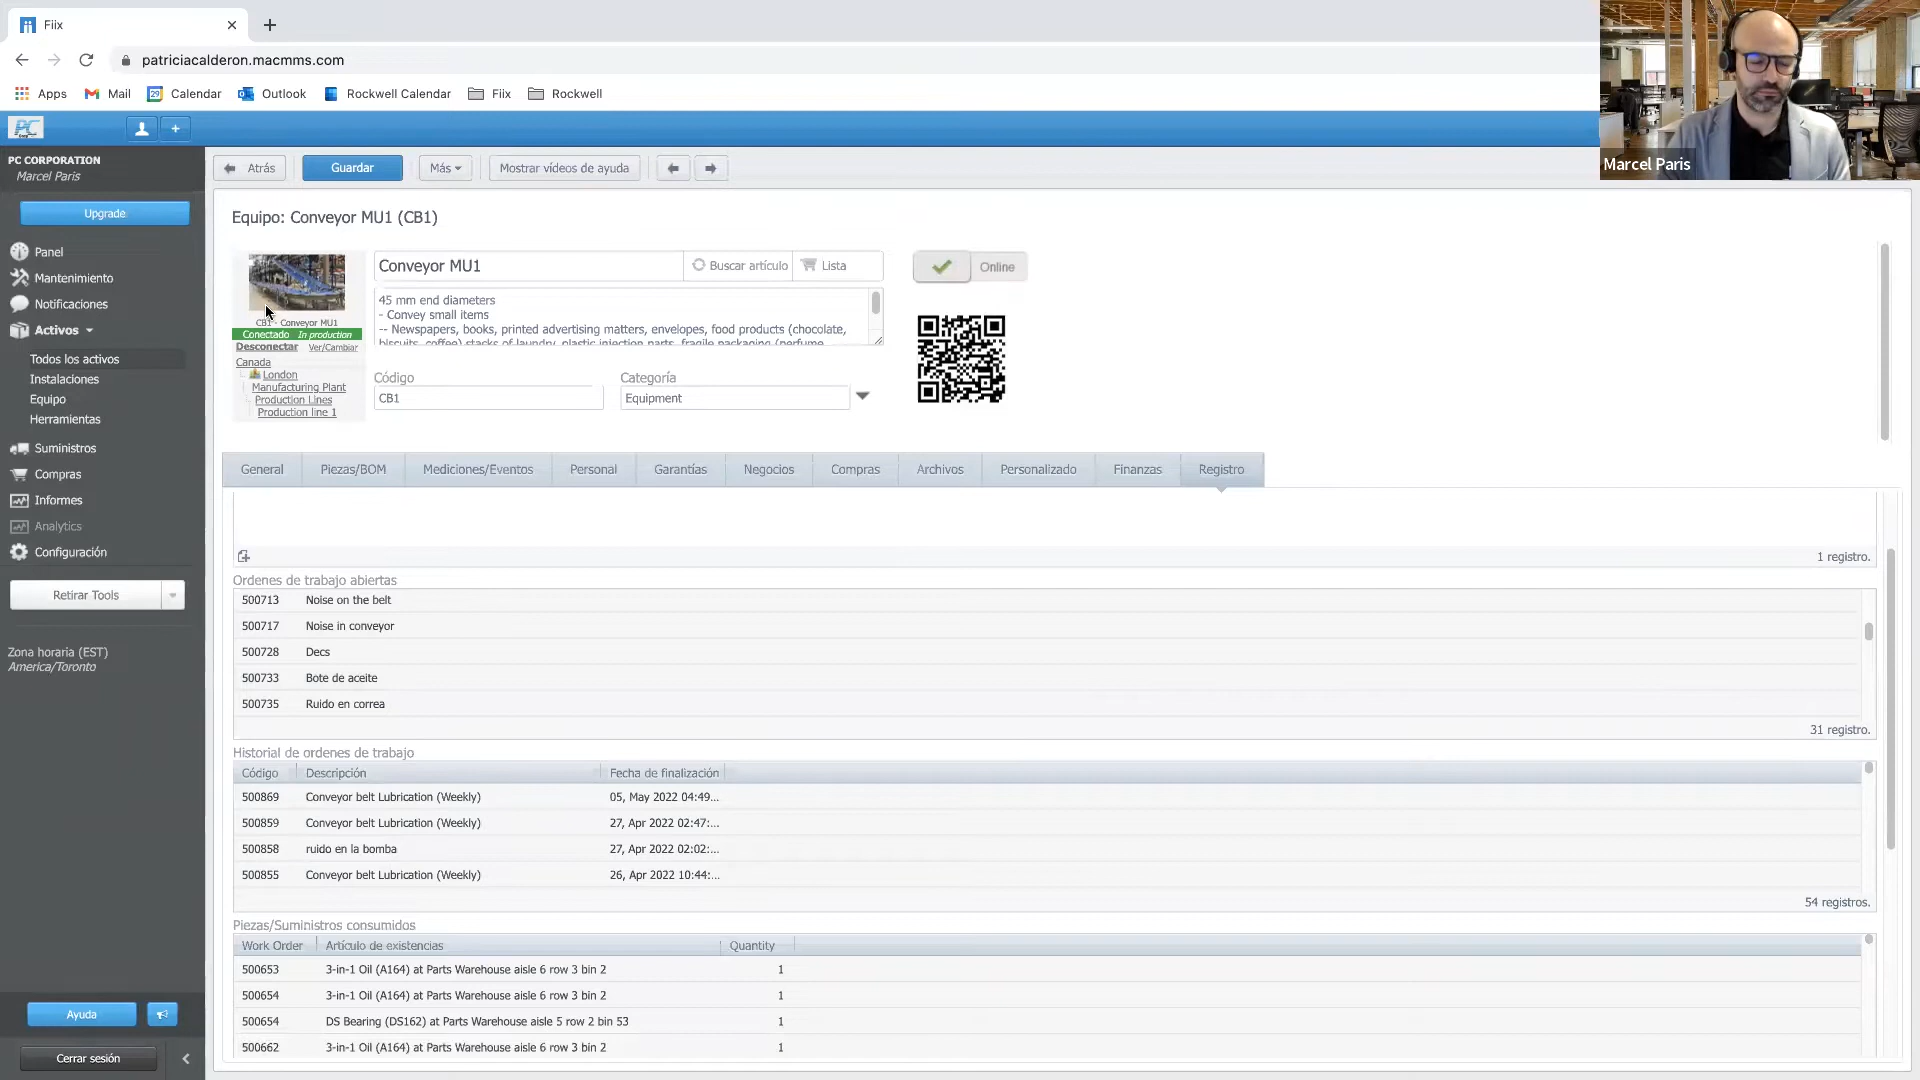 Fiix
patriciacalderon.macmms.com
Apps Mail Calendar Outlook Rockwell Calendar Fiix Rockwell
Marcel Paris
PC
PC CORPORATION
Marcel Paris
Upgrade
Panel
Mantenimiento
Notificaciones
Activos
Todos los activos
Instalaciones
Equipo
Herramientas
Suministros
Compras
Informes
Analytics
Configuración
Retirar Tools
Zona horaria (EST)
America/Toronto
Ayuda
Cerrar sesión
Atrás Guardar Más Mostrar vídeos de ayuda
Equipo: Conveyor MU1 (CB1)
CB1 - Conveyor MU1
Conectado In production
Desconectar Ver/Cambiar
Canada
London
Manufacturing Plant
Production Lines
Production line 1
Conveyor MU1 Buscar artículo Lista
45 mm end diameters
- Convey small items
-- Newspapers, books, printed advertising matters, envelopes, food products (chocolate,
biscuits, coffee) stacks of laundry, plastic injection parts, fragile packaging (perfume,
Código Categoría
CB1 Equipment
Online
General Piezas/BOM Mediciones/Eventos Personal Garantías Negocios Compras Archivos Personalizado Finanzas Registro
1 registro.
Ordenes de trabajo abiertas
500713 Noise on the belt
500717 Noise in conveyor
500728 Decs
500733 Bote de aceite
500735 Ruido en correa
31 registro.
Historial de ordenes de trabajo
Código Descripción Fecha de finalización
500869 Conveyor belt Lubrication (Weekly) 05, May 2022 04:49...
500859 Conveyor belt Lubrication (Weekly) 27, Apr 2022 02:47:...
500858 ruido en la bomba 27, Apr 2022 02:02:...
500855 Conveyor belt Lubrication (Weekly) 26, Apr 2022 10:44:...
54 registros.
Piezas/Suministros consumidos
Work Order Artículo de existencias Quantity
500653 3-in-1 Oil (A164) at Parts Warehouse aisle 6 row 3 bin 2 1
500654 3-in-1 Oil (A164) at Parts Warehouse aisle 6 row 3 bin 2 1
500654 DS Bearing (DS162) at Parts Warehouse aisle 5 row 2 bin 53 1
500662 3-in-1 Oil (A164) at Parts Warehouse aisle 6 row 3 bin 2 1